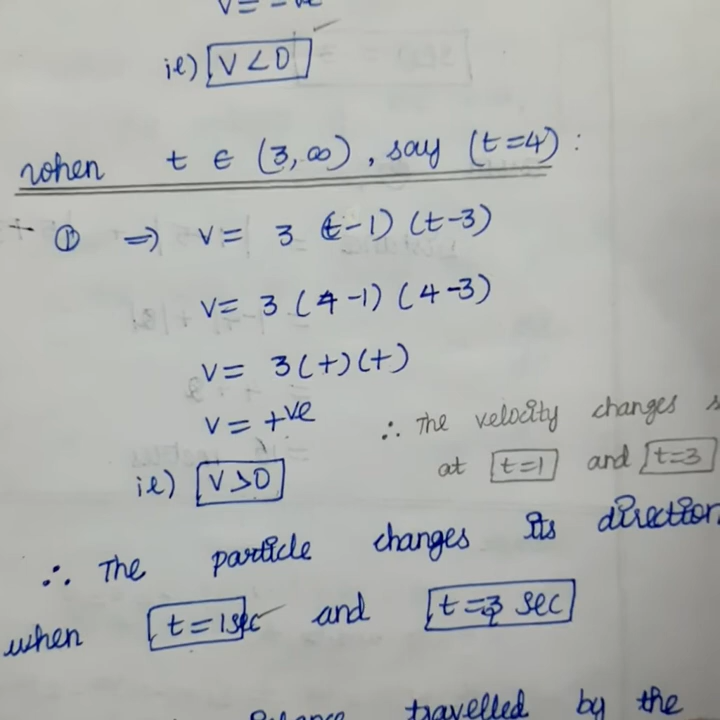 V = -ve
ie) V < 0
when t ∈ (3, ∞), say (t=4) :
① ⇒ V = 3 (t-1) (t-3)
V = 3 (4-1) (4-3)
V = 3(+)(+)
V = +ve
∴ The velocity changes
ie) V > 0
at t=1 and t=3
∴ The particle changes its direction
when t = 1sec and t = 3 sec
travelled by the